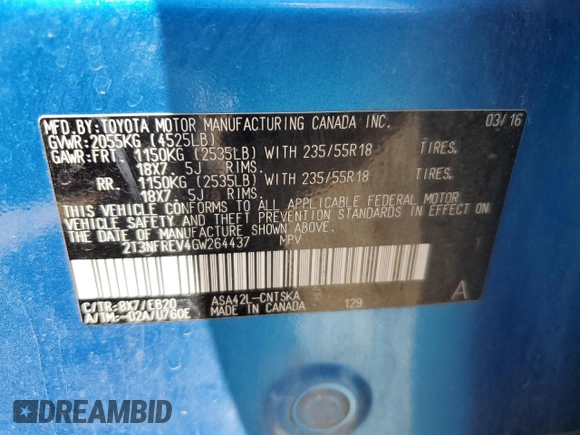 MFD.BY:TOYOTA MOTOR MANUFACTURING CANADA INC. 03/16
GVWR:2055KG (4525LB)
GAWR:FRT. 1150KG (2535LB) WITH 235/55R18 TIRES.
18X7. 5J RIMS.
RR. 1150KG (2535LB) WITH 235/55R18 TIRES.
18X7. 5J RIMS.
THIS VEHICLE CONFORMS TO ALL APPLICABLE FEDERAL MOTOR
VEHICLE SAFETY AND THEFT PREVENTION STANDARDS IN EFFECT ON
THE DATE OF MANUFACTURE SHOWN ABOVE.
2T3NFREV4GW264437 MPV
C/TR:8X7/EB20 ASA42L-CNTSKA 129 A
A/TM:-02A/U760E MADE IN CANADA
DREAMBID